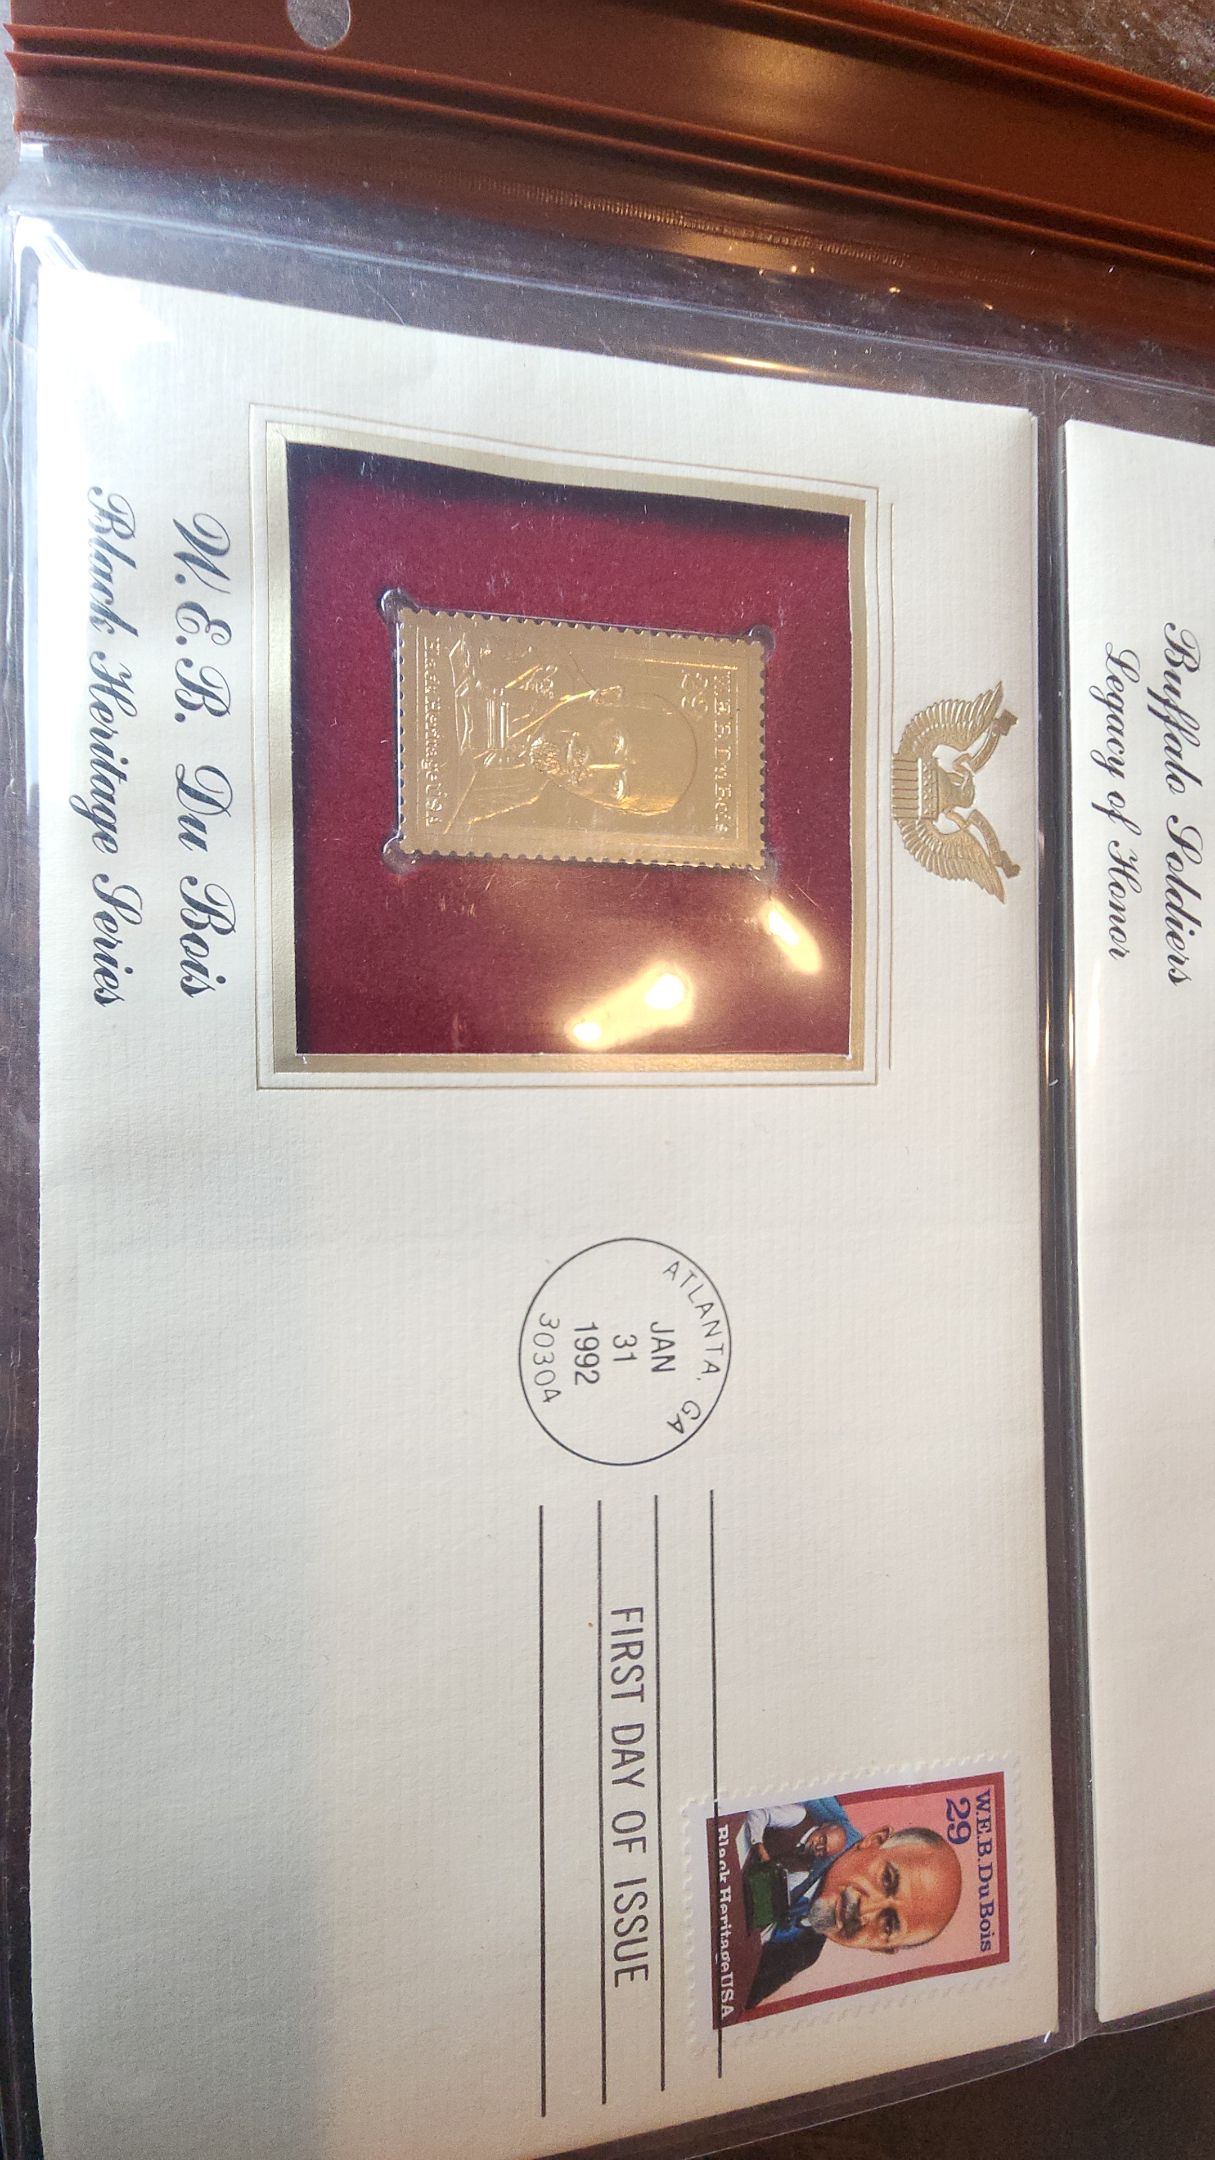 Buffalo Soldiers
Legacy of Honor
W.E.B. Du Bois
29
Black Heritage USA
W. E. B. Du Bois
Black Heritage Series
ATLANTA, GA
JAN
31
1992
30304
FIRST DAY OF ISSUE
W.E.B. Du Bois
29
Black Heritage USA